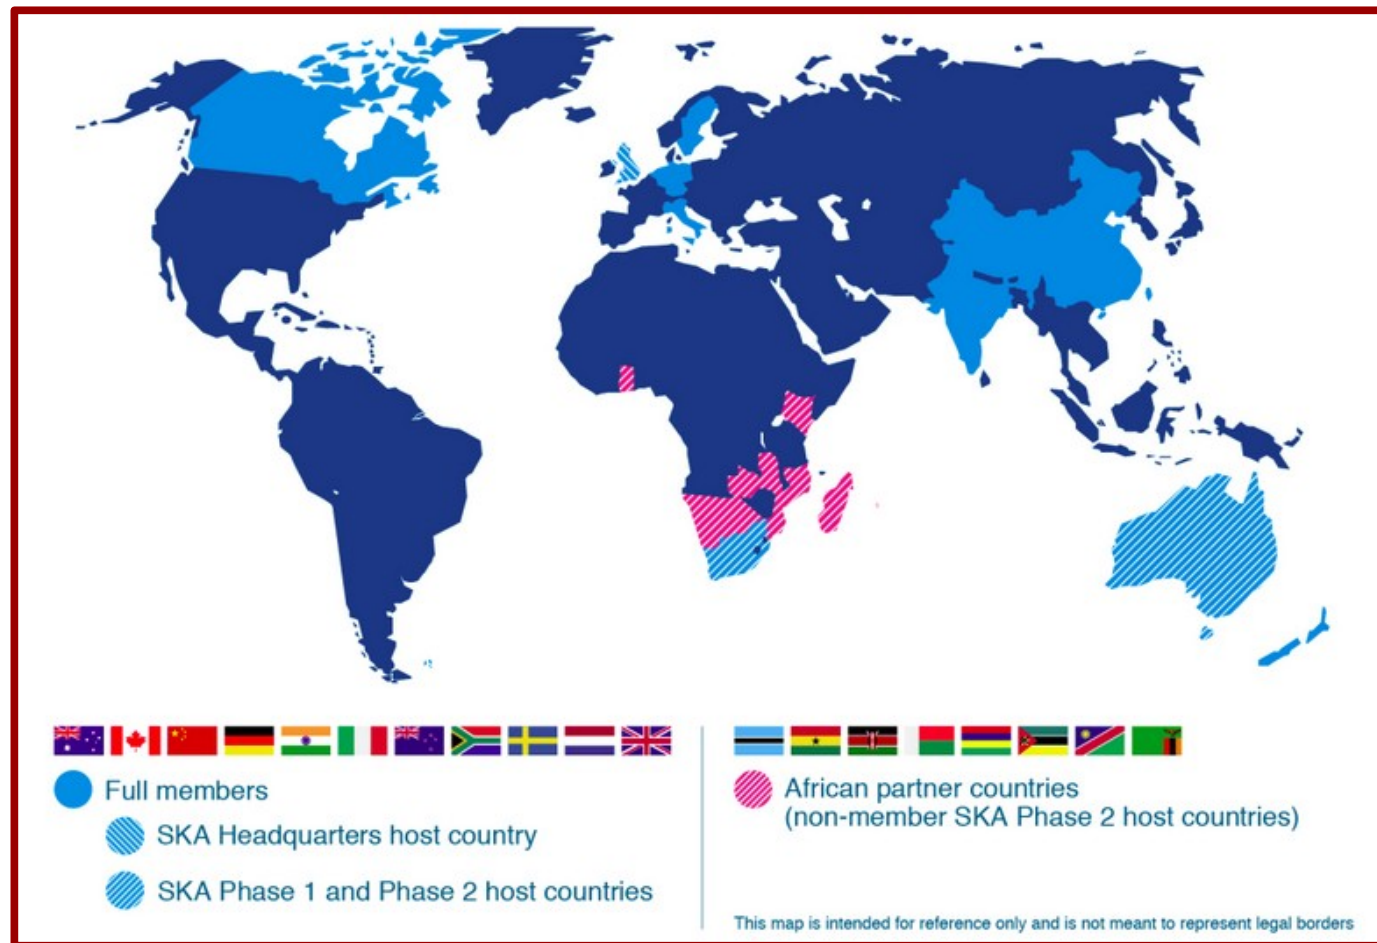 Full members
SKA Headquarters host country
SKA Phase 1 and Phase 2 host countries
African partner countries
(non-member SKA Phase 2 host countries)
This map is intended for reference only and is not meant to represent legal borders